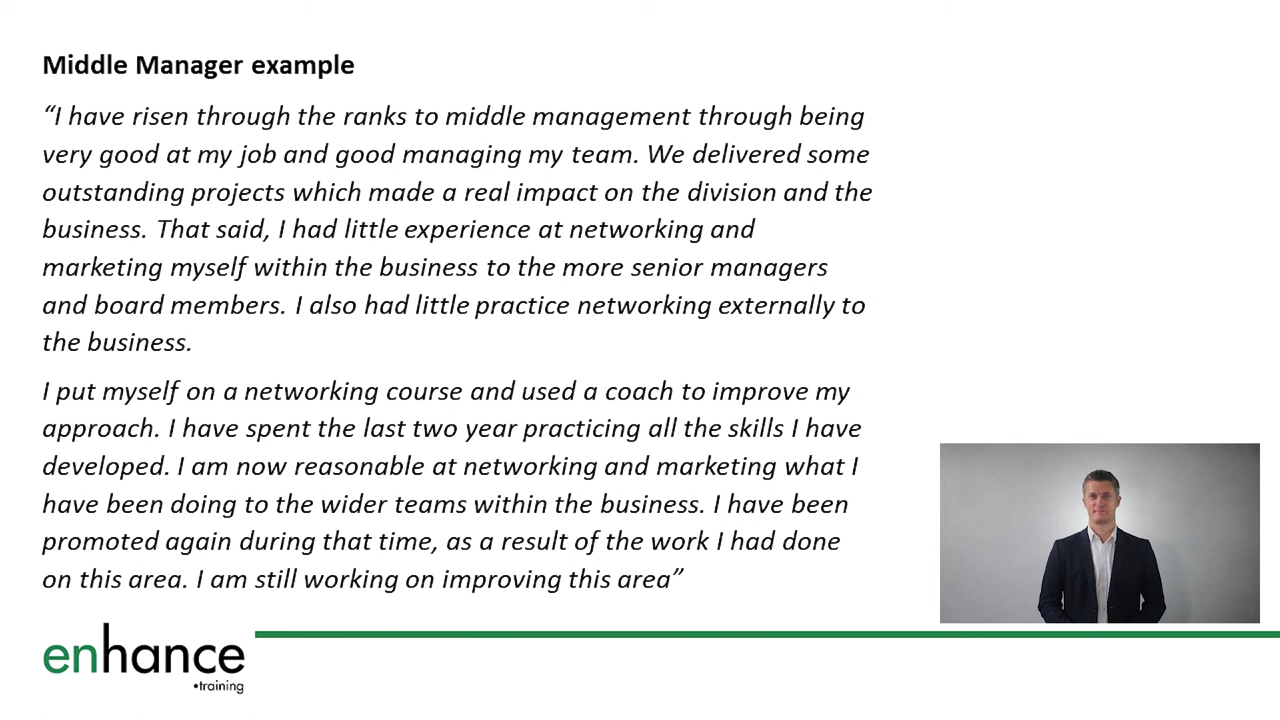 Middle Manager example
“I have risen through the ranks to middle management through being
very good at my job and good managing my team. We delivered some
outstanding projects which made a real impact on the division and the
business. That said, I had little experience at networking and
marketing myself within the business to the more senior managers
and board members. I also had little practice networking externally to
the business.
I put myself on a networking course and used a coach to improve my
approach. I have spent the last two year practicing all the skills I have
developed. I am now reasonable at networking and marketing what I
have been doing to the wider teams within the business. I have been
promoted again during that time, as a result of the work I had done
on this area. I am still working on improving this area”
enhance
•training